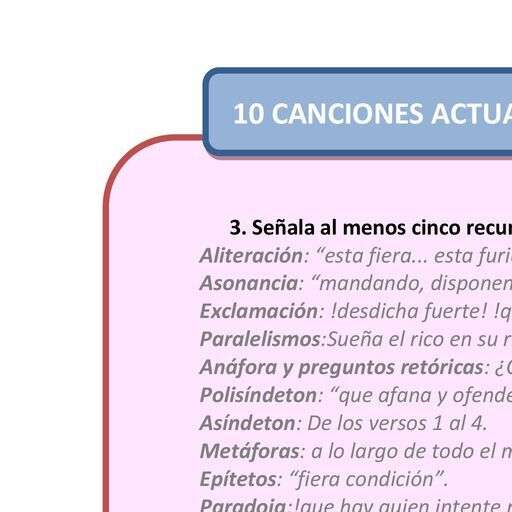 10 CANCIONES ACTUA
3. Señala al menos cinco recur
Aliteración: “esta fiera... esta furi
Asonancia: “mandando, disponen
Exclamación: !desdicha fuerte! !q
Paralelismos:Sueña el rico en su r
Anáfora y preguntos retóricas: ¿
Polisíndeton: “que afana y ofende
Asíndeton: De los versos 1 al 4.
Metáforas: a lo largo de todo el m
Epítetos: “fiera condición”.
Paradoja:!que hay quien intente r